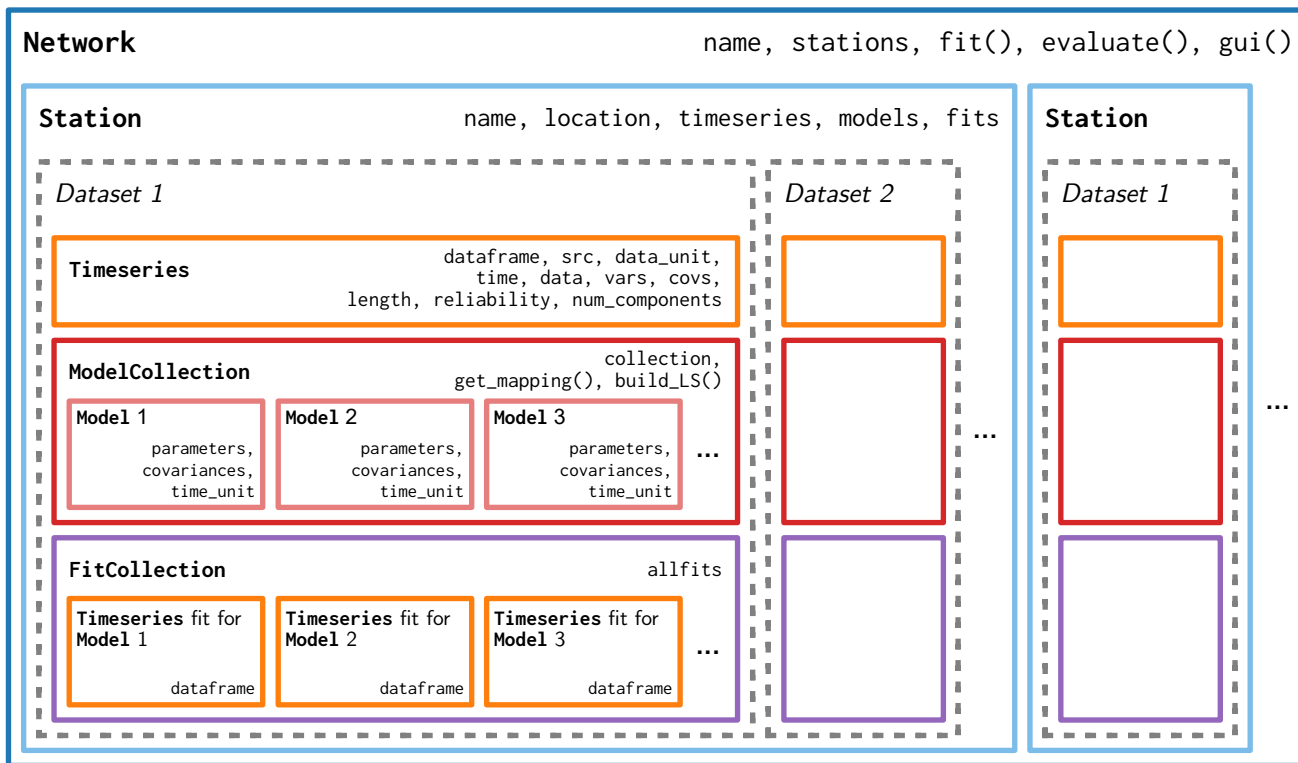 Network
name, stations, fit(), evaluate(), gui()
Station
name, location, timeseries, models, fits
Dataset 1
Timeseries
dataframe, src, data_unit,
time, data, vars, covs,
length, reliability, num_components
ModelCollection
collection,
get_mapping(), build_LS()
Model 1
parameters,
covariances,
time_unit
Model 2
parameters,
covariances,
time_unit
Model 3
parameters,
covariances,
time_unit
...
FitCollection
allfits
Timeseries fit for
Model 1
dataframe
Timeseries fit for
Model 2
dataframe
Timeseries fit for
Model 3
dataframe
...
Dataset 2
...
Station
Dataset 1
...